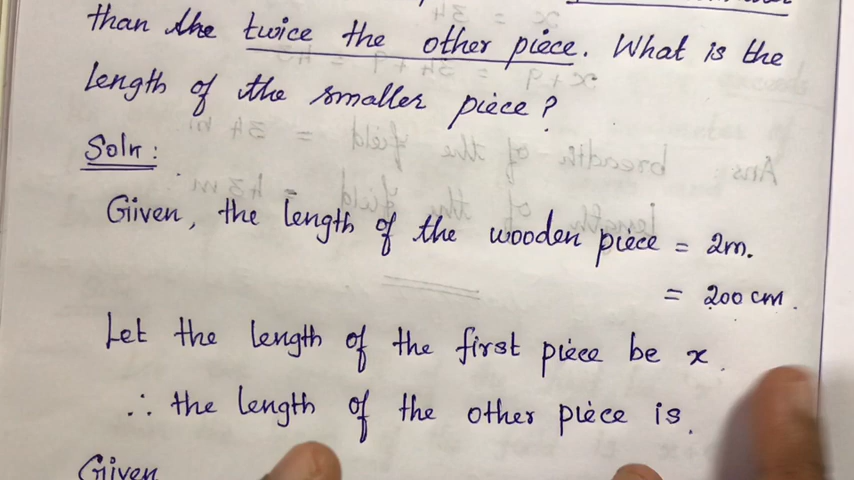 than the twice the other piece. What is the
length of the smaller piece?
Soln:
Given, the length of the wooden piece = 2m.
= 200 cm.
Let the length of the first piece be x.
∴ the length of the other piece is.
Given